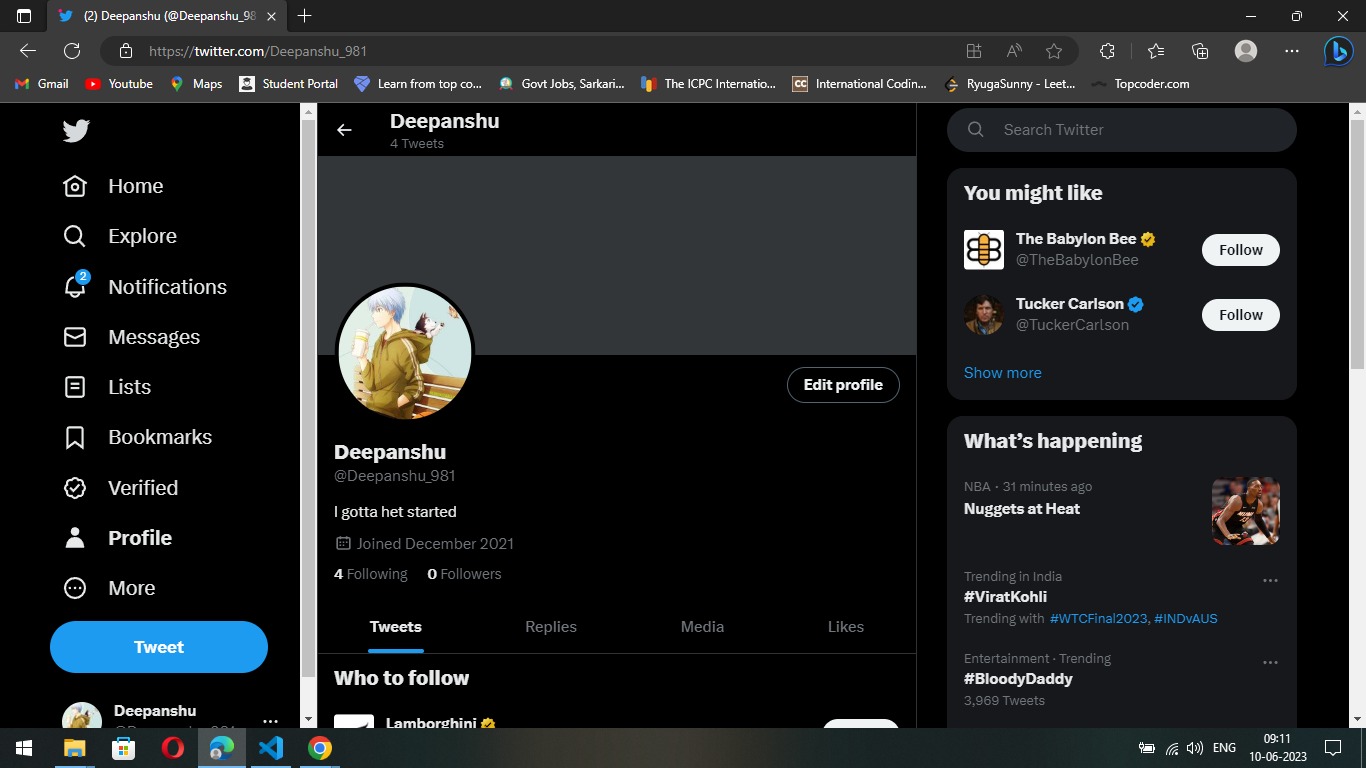 (2) Deepanshu (@Deepanshu_98
https://twitter.com/Deepanshu_981
Gmail
Youtube
Maps
Student Portal
Learn from top co...
Govt Jobs, Sarkari...
The ICPC Internatio...
International Codin...
RyugaSunny - Leet...
Topcoder.com
Home
Explore
2
Notifications
Messages
Lists
Bookmarks
Verified
Profile
More
Tweet
Deepanshu
Deepanshu
4 Tweets
Edit profile
Deepanshu
@Deepanshu_981
I gotta het started
Joined December 2021
4 Following 0 Followers
Tweets Replies Media Likes
Who to follow
Lamborghini
Search Twitter
You might like
The Babylon Bee
@TheBabylonBee
Follow
Tucker Carlson
@TuckerCarlson
Follow
Show more
What's happening
NBA · 31 minutes ago
Nuggets at Heat
Trending in India
#ViratKohli
Trending with #WTCFinal2023, #INDvAUS
Entertainment · Trending
#BloodyDaddy
3,969 Tweets
ENG
09:11
10-06-2023